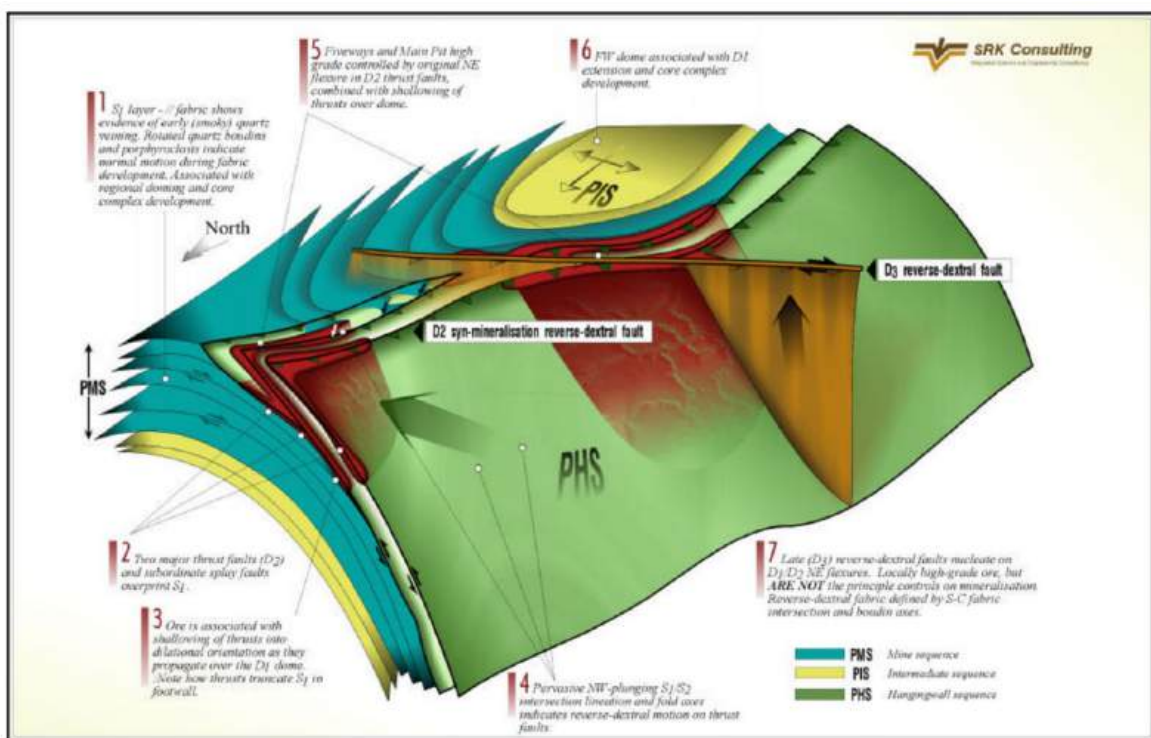 5 Fiveways and Main Pit high
grade controlled by original NE
flexure in D2 thrust faults,
combined with shallowing of
thrusts over dome.
6 FW dome associated with D1
extension and core complex
development.
SRK Consulting
1 S1 layer - // fabric shows
evidence of early (smoky) quartz
veining. Rotated quartz boudins
and porphyroclasts indicate
normal motion during fabric
development. Associated with
regional doming and core
complex development.
North
PIS
D3 reverse-dextral fault
D2 syn-mineralisation reverse-dextral fault
PMS
PHS
2 Two major thrust faults (D2)
and subordinate splay faults
overprint S1.
3 Ore is associated with
shallowing of thrusts into
dilational orientation as they
propagate over the D1 dome.
Note how thrusts truncate S1 in
footwall.
4 Pervasive NW-plunging S1/S2
intersection lineation and fold axes
indicates reverse-dextral motion on thrust
faults.
7 Late (D3) reverse-dextral faults nucleate on
D1/D2 NE flexures. Locally high-grade ore, but
ARE NOT the principle controls on mineralisation.
Reverse-dextral fabric defined by S-C fabric
intersection and boudin axes.
PMS Mine sequence
PIS Intermediate sequence
PHS Hangingwall sequence